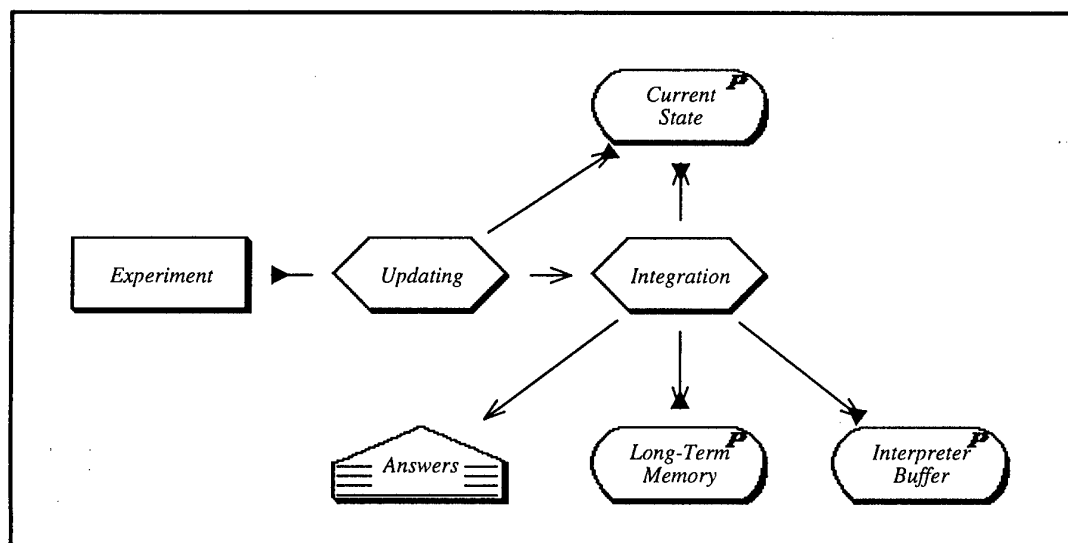 P
Current
State
Experiment
Updating
Integration
Answers
P
Long-Term
Memory
P
Interpreter
Buffer